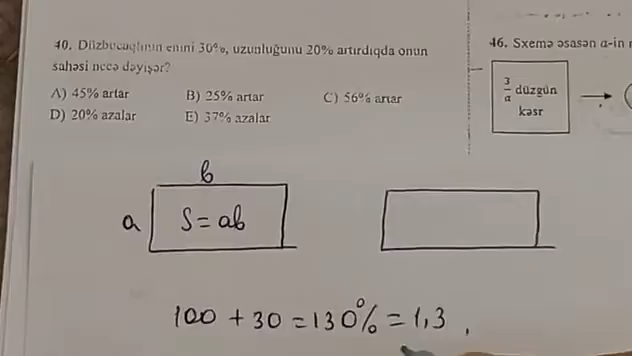 40. Düzbucaqlının enini 30%, uzunluğunu 20% artırdıqda onun
sahəsi necə dəyişər?
A) 45% artar
B) 25% artar
C) 56% artar
D) 20% azalar
E) 37% azalar
46. Sxemə əsasən a-in
3/a düzgün
kəsr
b
a
S = ab
100 + 30 = 130% = 1,3